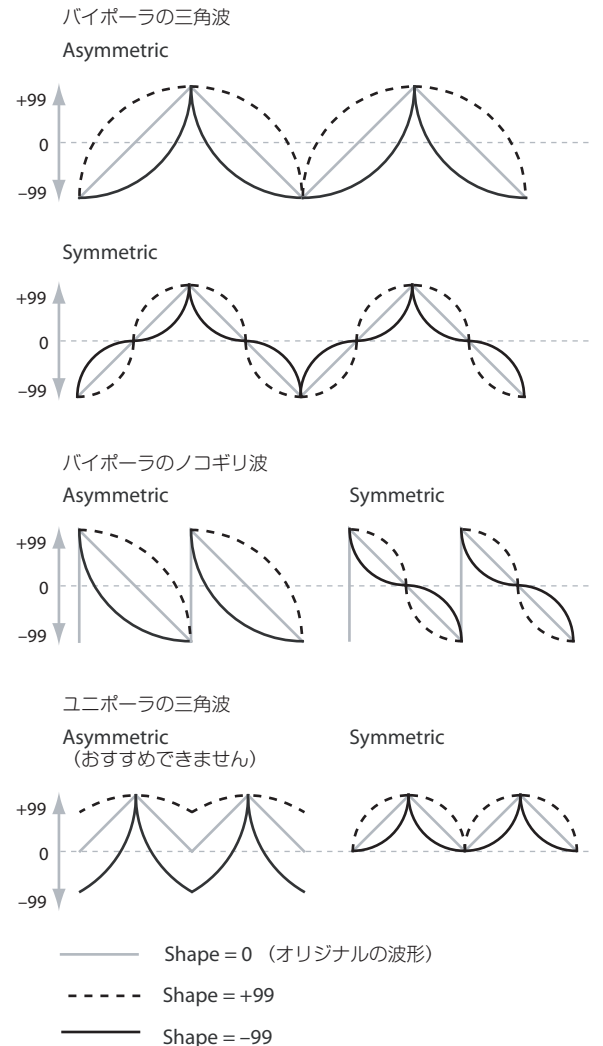 バイポーラの三角波
Asymmetric
+99
0
–99
Symmetric
+99
0
–99
バイポーラのノコギリ波
Asymmetric
Symmetric
+99
0
–99
ユニポーラの三角波
Asymmetric
（おすすめできません）
Symmetric
+99
0
–99
Shape = 0 （オリジナルの波形）
Shape = +99
Shape = –99